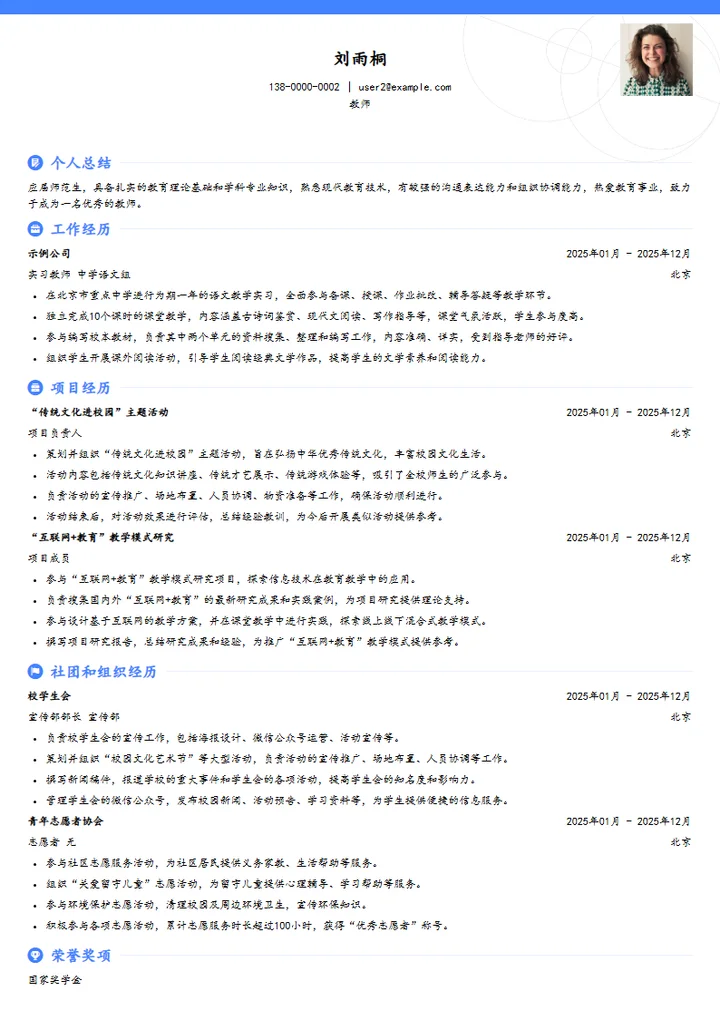 刘雨桐
138-0000-0002 | user2@example.com
教师
个人总结
应届师范生，具备扎实的教育理论基础和学科专业知识，熟悉现代教育技术，有较强的沟通表达能力和组织协调能力，热爱教育事业，致力
于成为一名优秀的教师。
工作经历
示例公司 2025年01月 - 2025年12月
实习教师 中学语文组 北京
• 在北京市重点中学进行为期一年的语文教学实习，全面参与备课、授课、作业批改、辅导答疑等教学环节。
• 独立完成10个课时的课堂教学，内容涵盖古诗词鉴赏、现代文阅读、写作指导等，课堂气氛活跃，学生参与度高。
• 参与编写校本教材，负责其中两个单元的资料搜集、整理和编写工作，内容准确、详实，受到指导老师的好评。
• 组织学生开展课外阅读活动，引导学生阅读经典文学作品，提高学生的文学素养和阅读能力。
项目经历
“传统文化进校园”主题活动 2025年01月 - 2025年12月
项目负责人 北京
• 策划并组织“传统文化进校园”主题活动，旨在弘扬中华优秀传统文化，丰富校园文化生活。
• 活动内容包括传统文化知识讲座、传统才艺展示、传统游戏体验等，吸引了全校师生的广泛参与。
• 负责活动的宣传推广、场地布置、人员协调、物资准备等工作，确保活动顺利进行。
• 活动结束后，对活动效果进行评估，总结经验教训，为今后开展类似活动提供参考。
“互联网+教育”教学模式研究 2025年01月 - 2025年12月
项目成员 北京
• 参与“互联网+教育”教学模式研究项目，探索信息技术在教育教学中的应用。
• 负责搜集国内外“互联网+教育”的最新研究成果和实践案例，为项目研究提供理论支持。
• 参与设计基于互联网的教学方案，并在课堂教学中进行实践，探索线上线下混合式教学模式。
• 撰写项目研究报告，总结研究成果和经验，为推广“互联网+教育”教学模式提供参考。
社团和组织经历
校学生会 2025年01月 - 2025年12月
宣传部部长 宣传部 北京
• 负责校学生会的宣传工作，包括海报设计、微信公众号运营、活动宣传等。
• 策划并组织“校园文化艺术节”等大型活动，负责活动的宣传推广、场地布置、人员协调等工作。
• 撰写新闻稿件，报道学校的重大事件和学生会的各项活动，提高学生会的知名度和影响力。
• 管理学生会的微信公众号，发布校园新闻、活动预告、学习资料等，为学生提供便捷的信息服务。
青年志愿者协会 2025年01月 - 2025年12月
志愿者 无 北京
• 参与社区志愿服务活动，为社区居民提供义务家教、生活帮助等服务。
• 组织“关爱留守儿童”志愿活动，为留守儿童提供心理辅导、学习帮助等服务。
• 参与环境保护志愿活动，清理校园及周边环境卫生，宣传环保知识。
• 积极参与各项志愿活动，累计志愿服务时长超过100小时，获得“优秀志愿者”称号。
荣誉奖项
国家奖学金